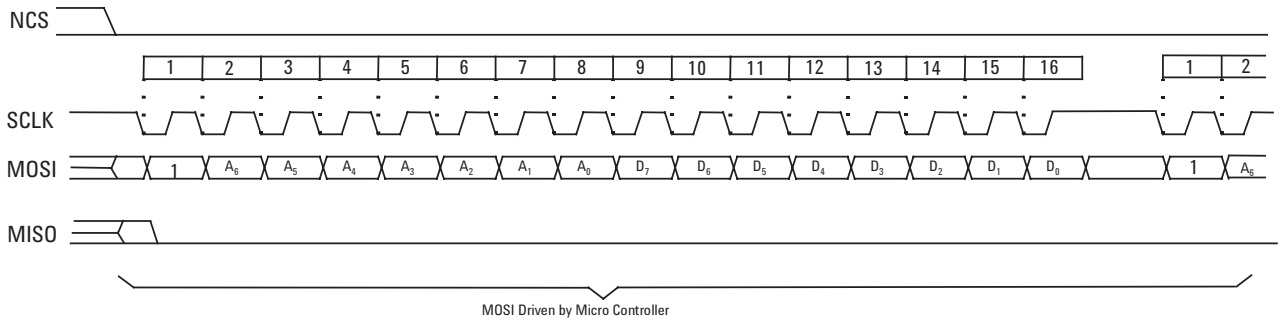 NCS
1 2 3 4 5 6 7 8 9 10 11 12 13 14 15 16 1 2
SCLK
MOSI 1 A₆ A₅ A₄ A₃ A₂ A₁ A₀ D₇ D₆ D₅ D₄ D₃ D₂ D₁ D₀ 1 A₆
MISO
MOSI Driven by Micro Controller